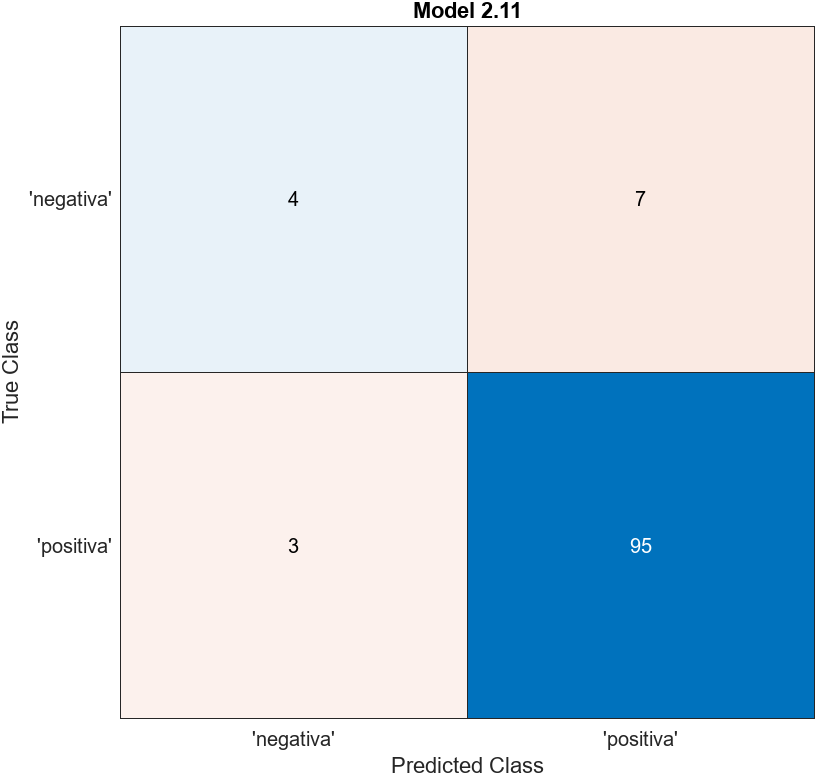 Model 2.11
'negativa'
4
7
True Class
'positiva'
3
95
'negativa'
'positiva'
Predicted Class